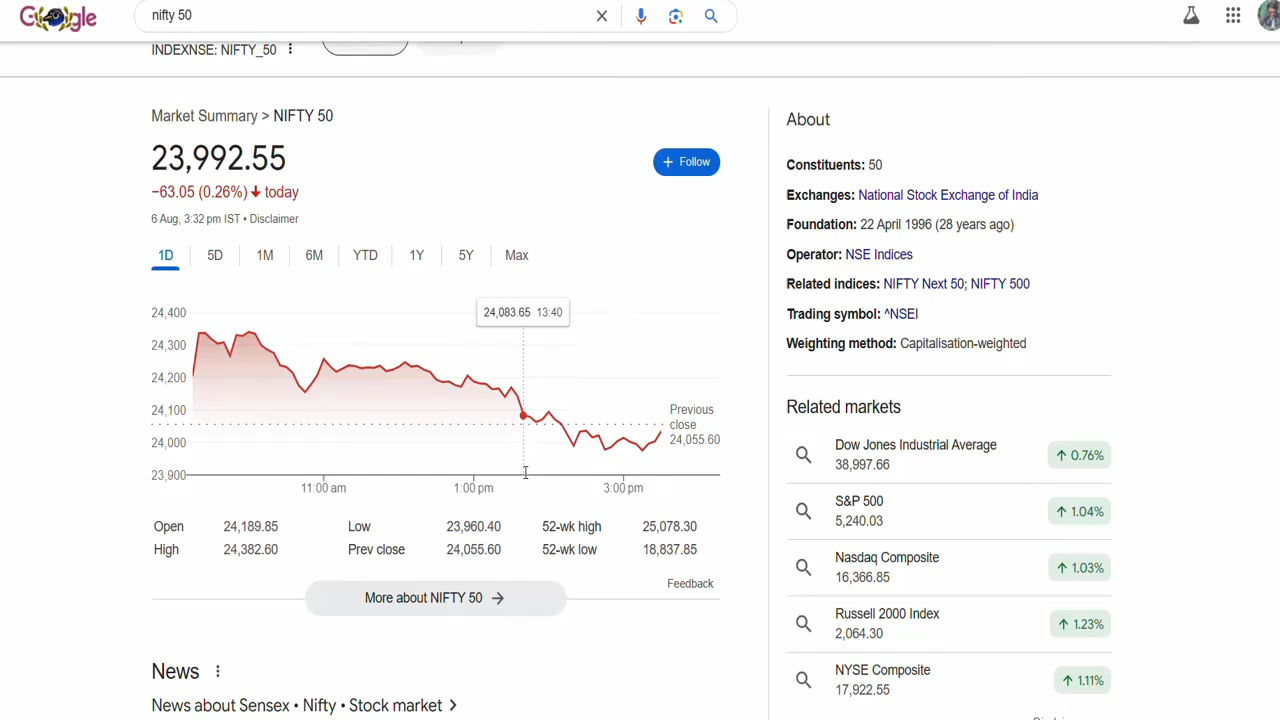 Google
nifty 50
INDEXNSE: NIFTY_50
Market Summary > NIFTY 50
23,992.55
−63.05 (0.26%) ↓ today
6 Aug, 3:32 pm IST • Disclaimer
+ Follow
1D 5D 1M 6M YTD 1Y 5Y Max
24,083.65 13:40
24,400
24,300
24,200
24,100
24,000
23,900
Previous
close
24,055.60
11:00 am 1:00 pm 3:00 pm
Open 24,189.85 Low 23,960.40 52-wk high 25,078.30
High 24,382.60 Prev close 24,055.60 52-wk low 18,837.85
Feedback
More about NIFTY 50 →
News
News about Sensex • Nifty • Stock market >
About
Constituents: 50
Exchanges: National Stock Exchange of India
Foundation: 22 April 1996 (28 years ago)
Operator: NSE Indices
Related indices: NIFTY Next 50; NIFTY 500
Trading symbol: ^NSEI
Weighting method: Capitalisation-weighted
Related markets
Dow Jones Industrial Average
38,997.66
↑ 0.76%
S&P 500
5,240.03
↑ 1.04%
Nasdaq Composite
16,366.85
↑ 1.03%
Russell 2000 Index
2,064.30
↑ 1.23%
NYSE Composite
17,922.55
↑ 1.11%